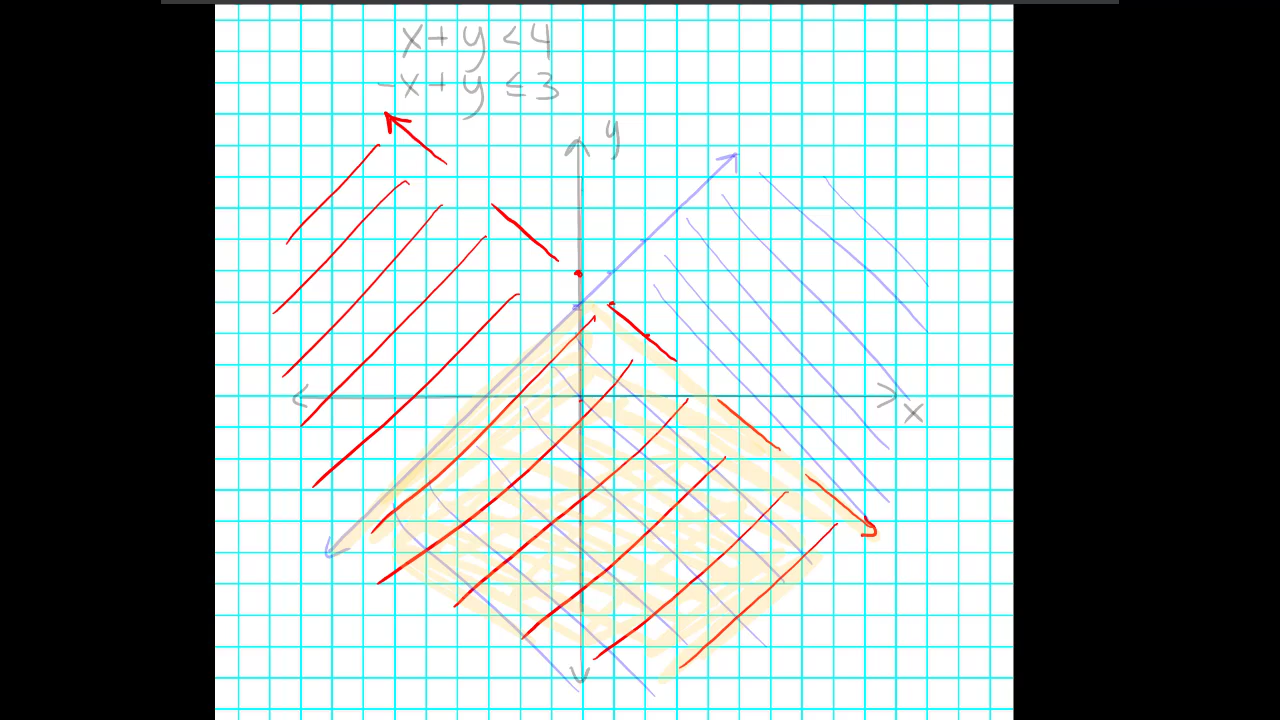 x + y < 4
-x + y ≤ 3
y
x